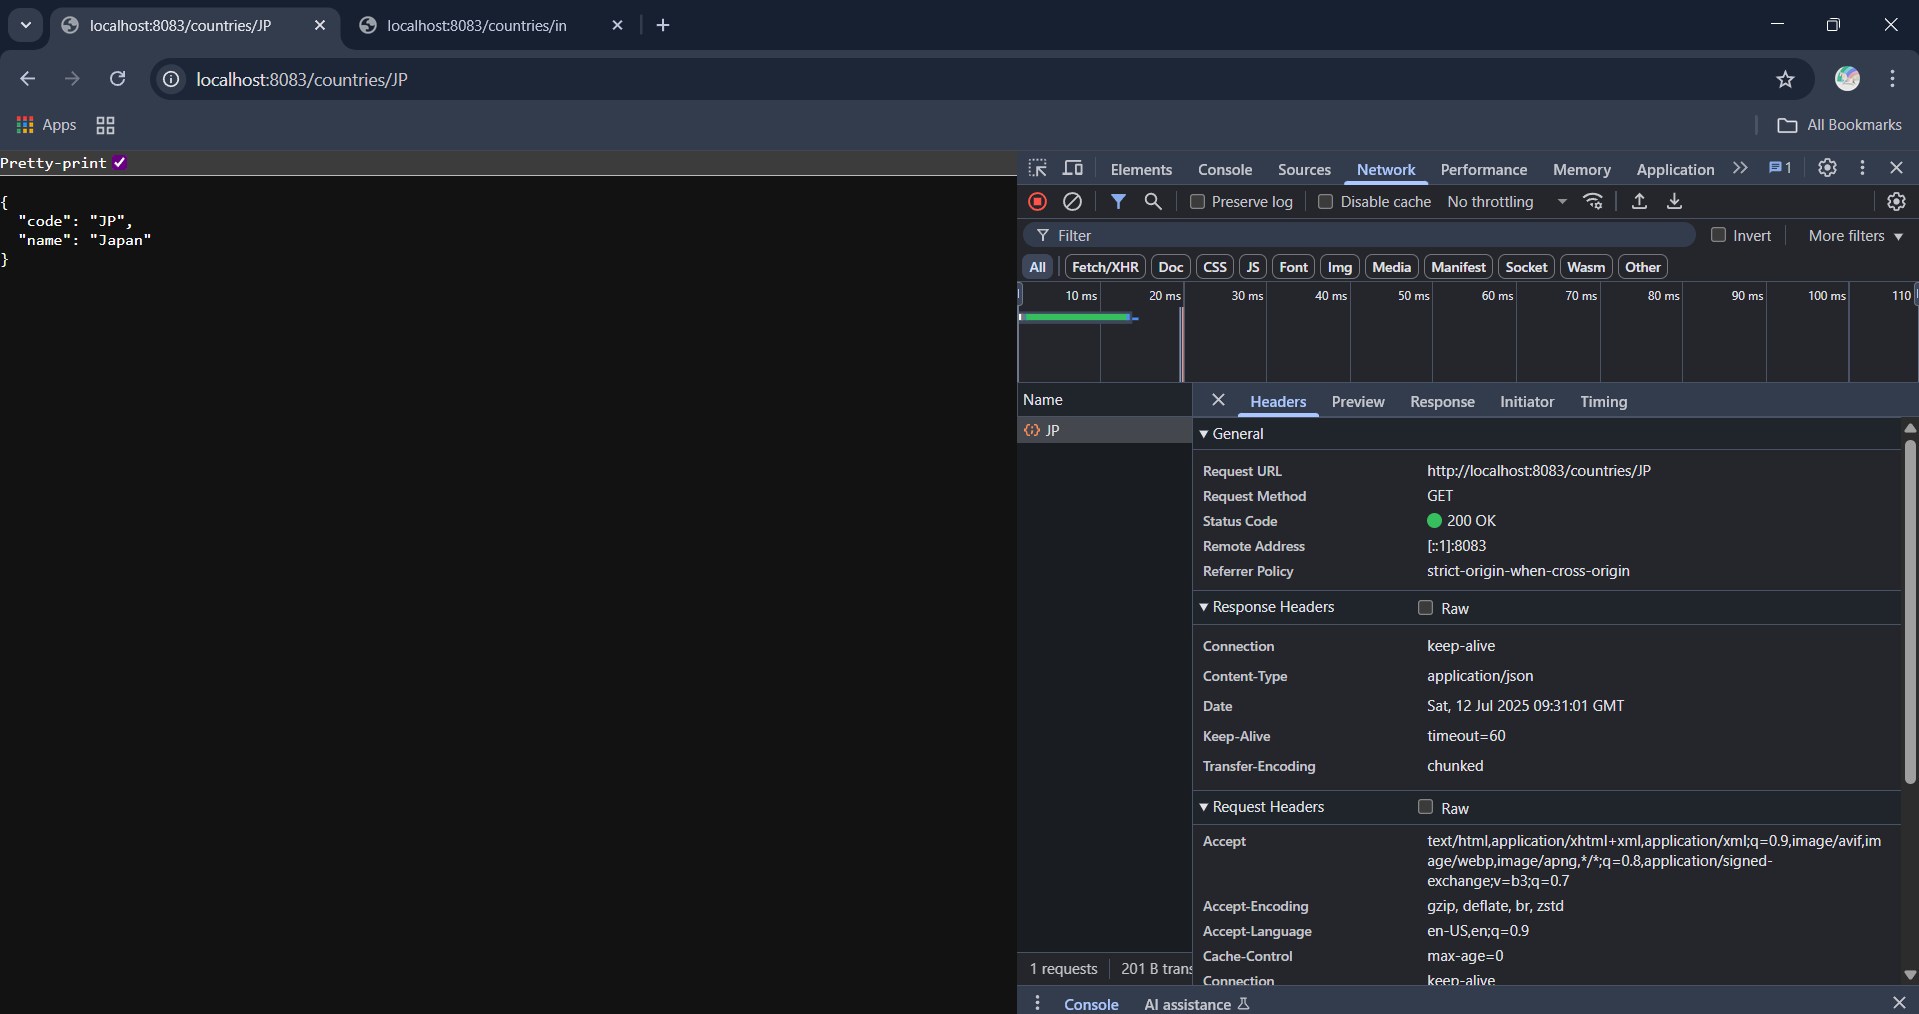 localhost:8083/countries/JP
localhost:8083/countries/in
localhost:8083/countries/JP
Apps
All Bookmarks
Pretty-print
{
"code": "JP",
"name": "Japan"
}
Elements Console Sources Network Performance Memory Application 1
Preserve log Disable cache No throttling
Filter Invert More filters
All Fetch/XHR Doc CSS JS Font Img Media Manifest Socket Wasm Other
10 ms 20 ms 30 ms 40 ms 50 ms 60 ms 70 ms 80 ms 90 ms 100 ms 110
Name
JP
Headers Preview Response Initiator Timing
General
Request URL http://localhost:8083/countries/JP
Request Method GET
Status Code 200 OK
Remote Address [::1]:8083
Referrer Policy strict-origin-when-cross-origin
Response Headers Raw
Connection keep-alive
Content-Type application/json
Date Sat, 12 Jul 2025 09:31:01 GMT
Keep-Alive timeout=60
Transfer-Encoding chunked
Request Headers Raw
Accept text/html,application/xhtml+xml,application/xml;q=0.9,image/avif,im
age/webp,image/apng,*/*;q=0.8,application/signed-
exchange;v=b3;q=0.7
Accept-Encoding gzip, deflate, br, zstd
Accept-Language en-US,en;q=0.9
Cache-Control max-age=0
Connection keep-alive
1 requests 201 B trans
Console AI assistance